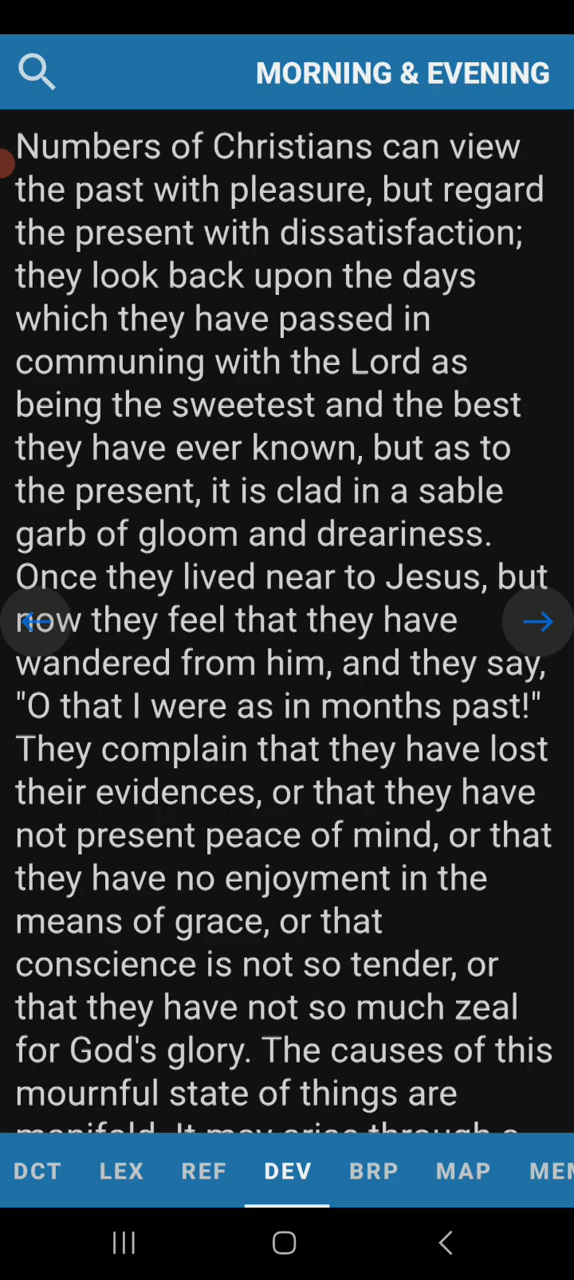 MORNING & EVENING
Numbers of Christians can view
the past with pleasure, but regard
the present with dissatisfaction;
they look back upon the days
which they have passed in
communing with the Lord as
being the sweetest and the best
they have ever known, but as to
the present, it is clad in a sable
garb of gloom and dreariness.
Once they lived near to Jesus, but
now they feel that they have
wandered from him, and they say,
"O that I were as in months past!"
They complain that they have lost
their evidences, or that they have
not present peace of mind, or that
they have no enjoyment in the
means of grace, or that
conscience is not so tender, or
that they have not so much zeal
for God's glory. The causes of this
mournful state of things are
manifold. It may arise through a
DCT LEX REF DEV BRP MAP